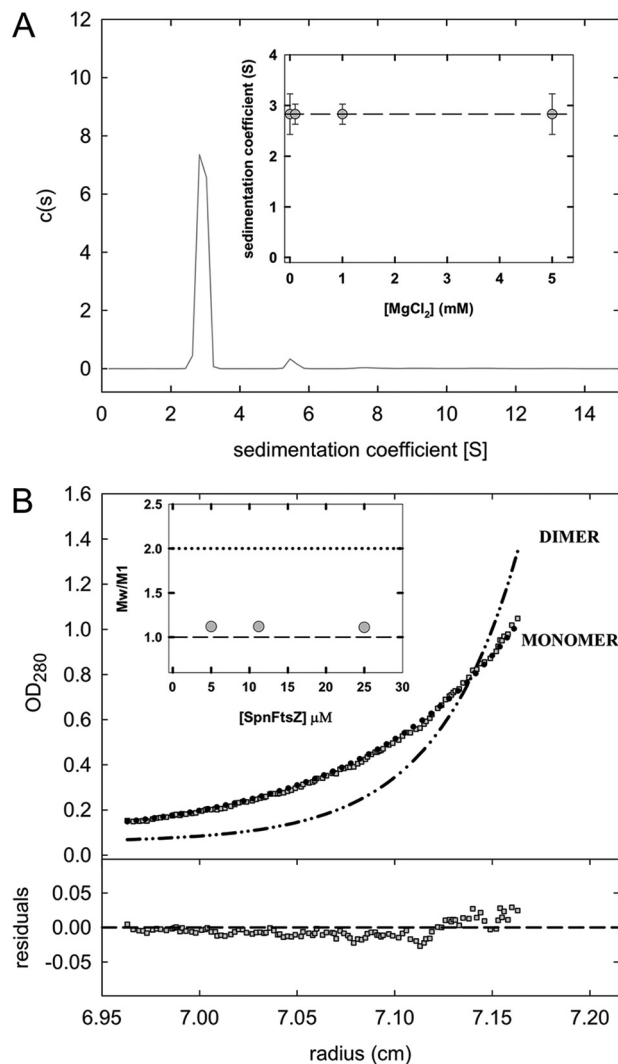 A
12
10
8
6
4
2
0
c(s)
0 2 4 6 8 10 12 14
sedimentation coefficient [S]
4
3
2
1
0
sedimentation coefficient (S)
0 1 2 3 4 5
[MgCl2] (mM)
B
1.6
1.4
1.2
1.0
0.8
0.6
0.4
0.2
0.0
OD280
2.5
2.0
1.5
1.0
Mw/M1
0 5 10 15 20 25 30
[SpnFtsZ] μM
DIMER
MONOMER
0.05
0.00
-0.05
residuals
6.95 7.00 7.05 7.10 7.15 7.20
radius (cm)